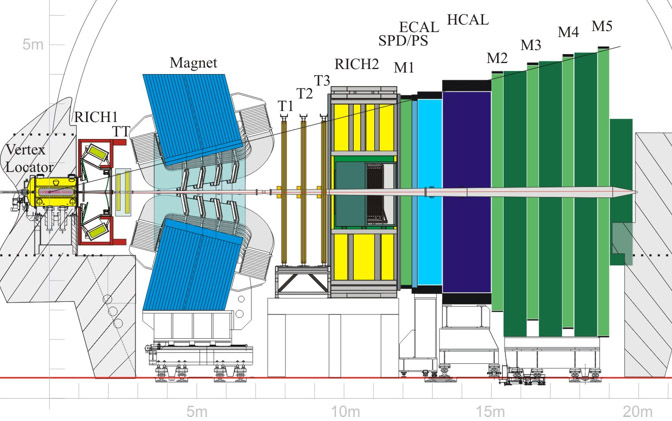 5m
Vertex
Locator
RICH1
TT
Magnet
T1
T2
T3
RICH2
SPD/PS
M1
ECAL
HCAL
M2
M3
M4
M5
5m
10m
15m
20m